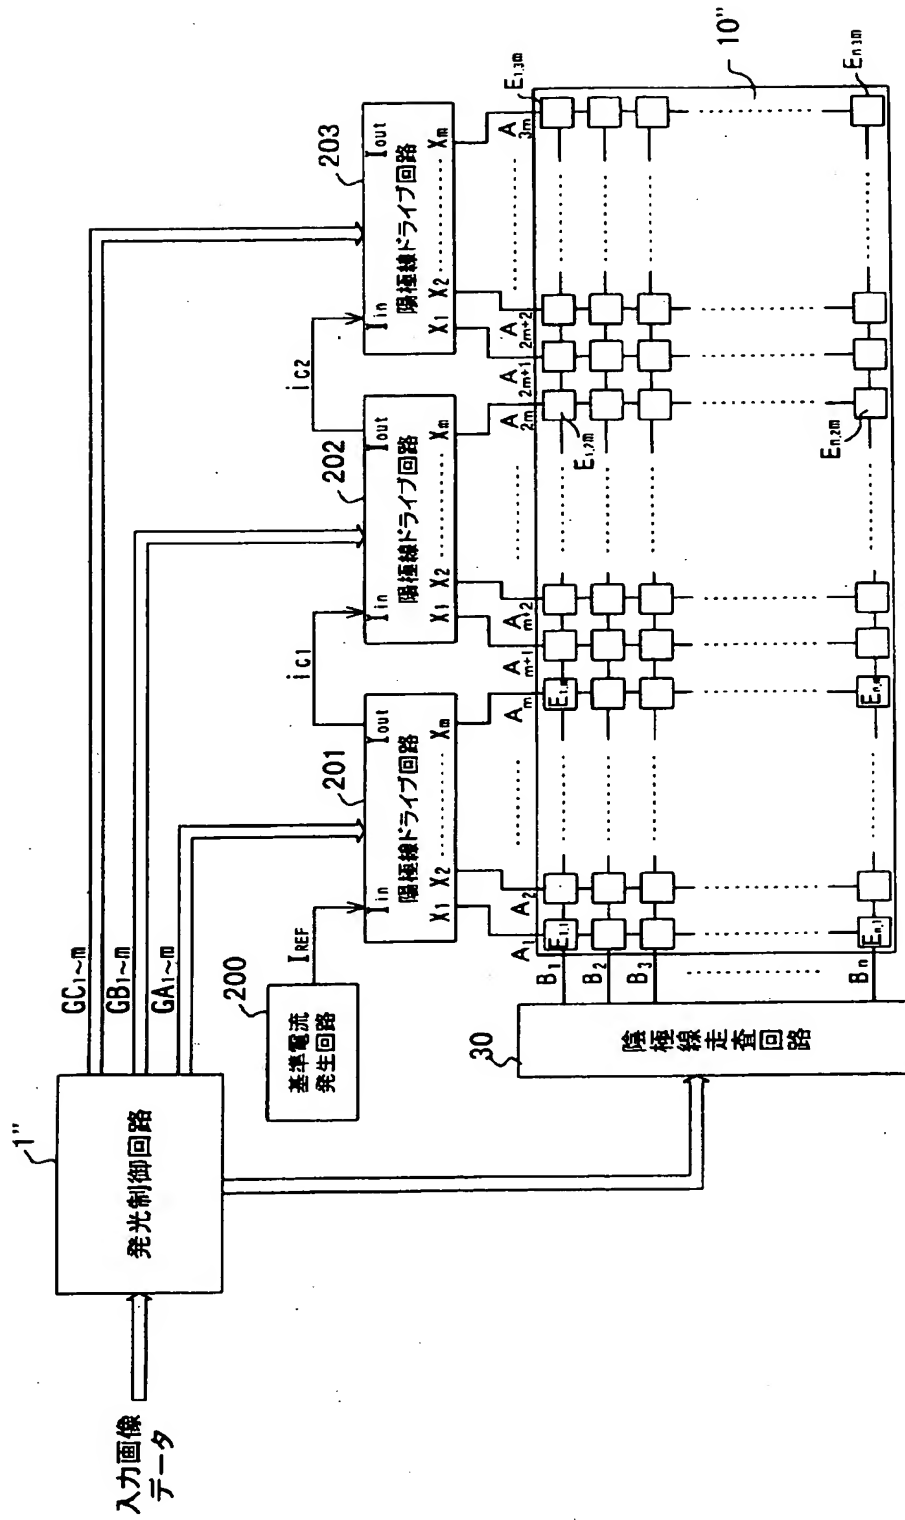 入力画像
データ
1"
発光制御回路
GC1~m
GB1~m
GA1~m
200
基準電流
発生回路
IREF
201
Iin
Iout
陽極線ドライブ回路
X1 X2 ········ Xm
ic1
202
Iin
Iout
陽極線ドライブ回路
X1 X2 ········ Xm
ic2
203
Iin
Iout
陽極線ドライブ回路
X1 X2 ········ Xm
A1 A2 ········ Am Am+1 Am+2 ········ A2m A2m+1 A2m+2 ········ A3m
30
陰極線走査回路
B1
B2
B3
Bn
E1,1
E1,m
E1,2m
E1,3m
En,1
En,m
En,2m
En,3m
10"